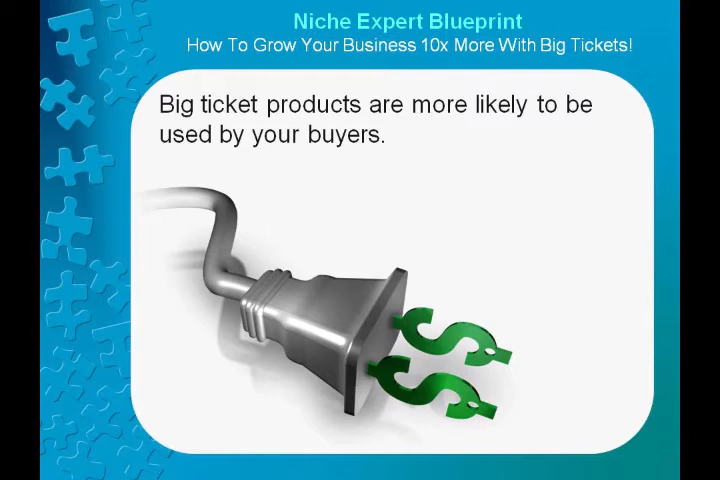 Niche Expert Blueprint
How To Grow Your Business 10x More With Big Tickets!
Big ticket products are more likely to be
used by your buyers.